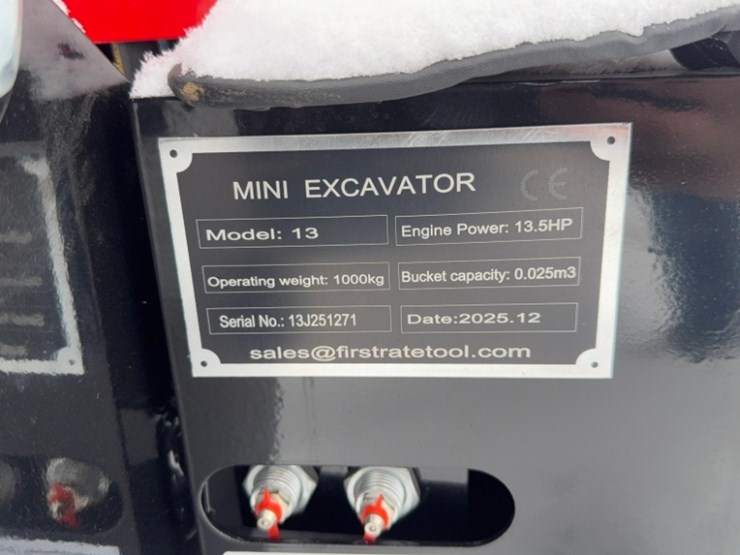 MINI EXCAVATOR CE
Model: 13 Engine Power: 13.5HP
Operating weight: 1000kg Bucket capacity: 0.025m3
Serial No.: 13J251271 Date:2025.12
sales@firstratetool.com